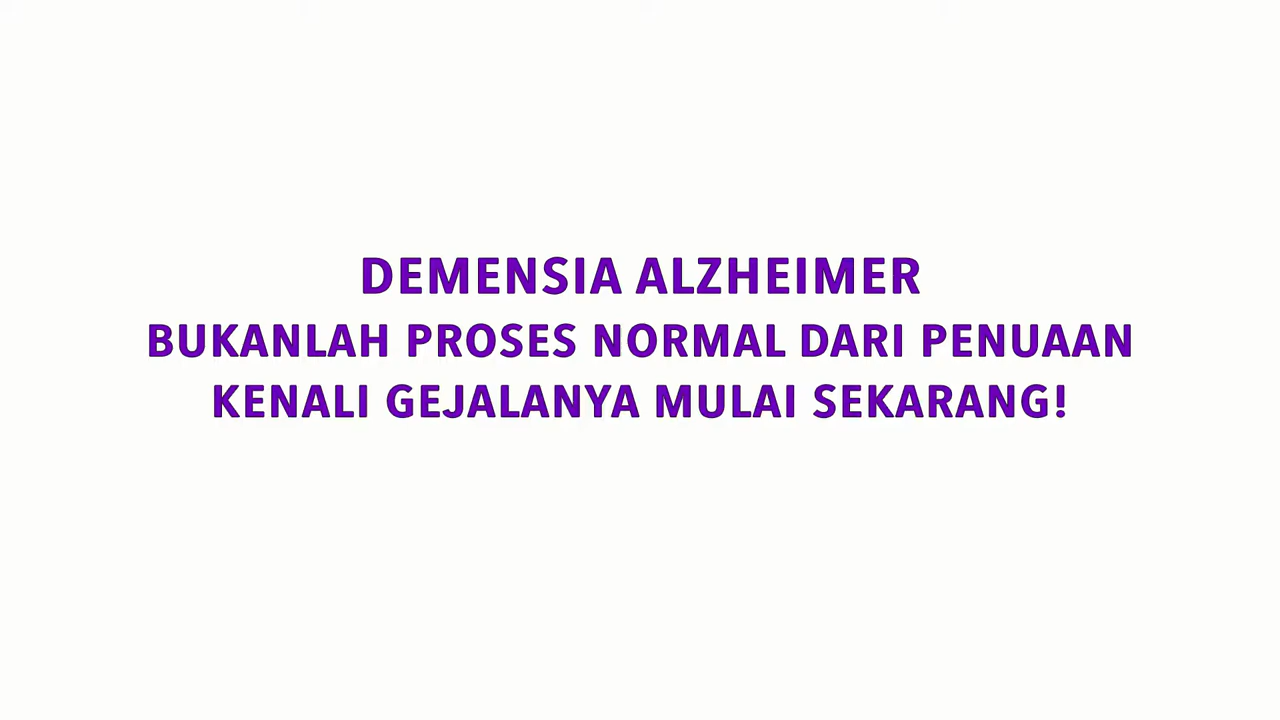 DEMENSIA ALZHEIMER
BUKANLAH PROSES NORMAL DARI PENUAAN
KENALI GEJALANYA MULAI SEKARANG!